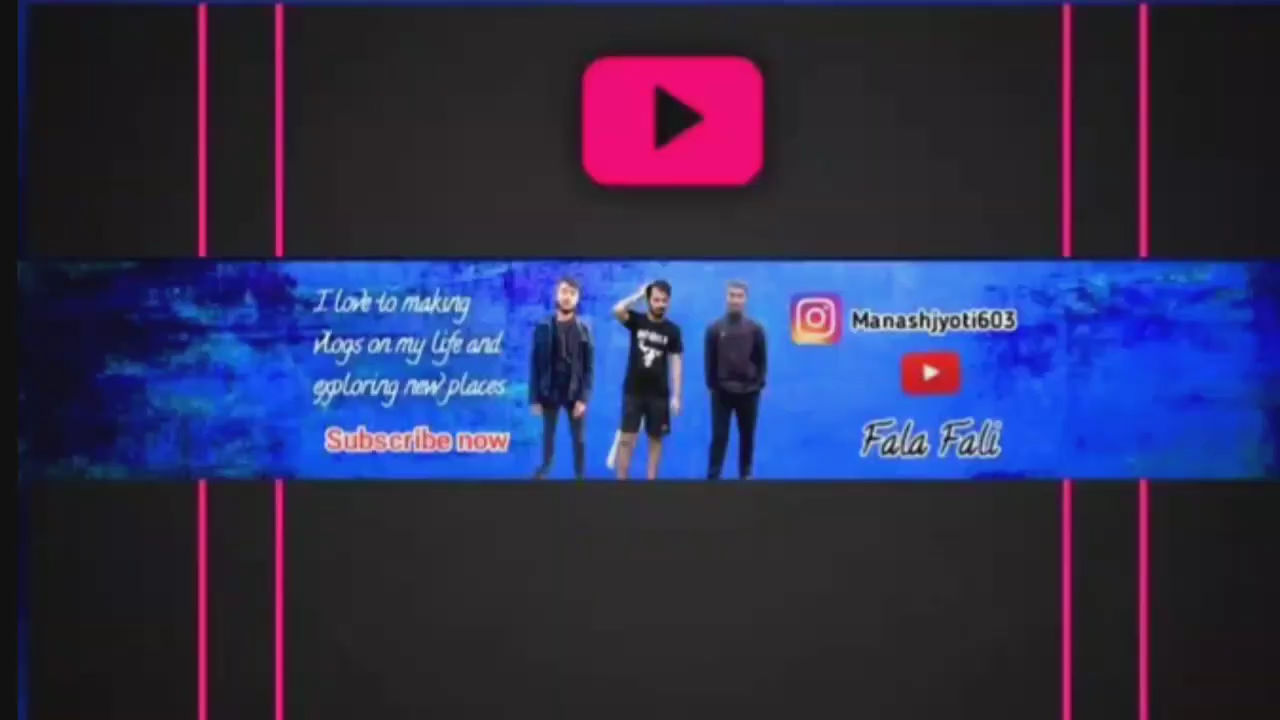 I love to making
vlogs on my life and
exploring new places
Subscribe now
Manashjyoti603
Fala Fali